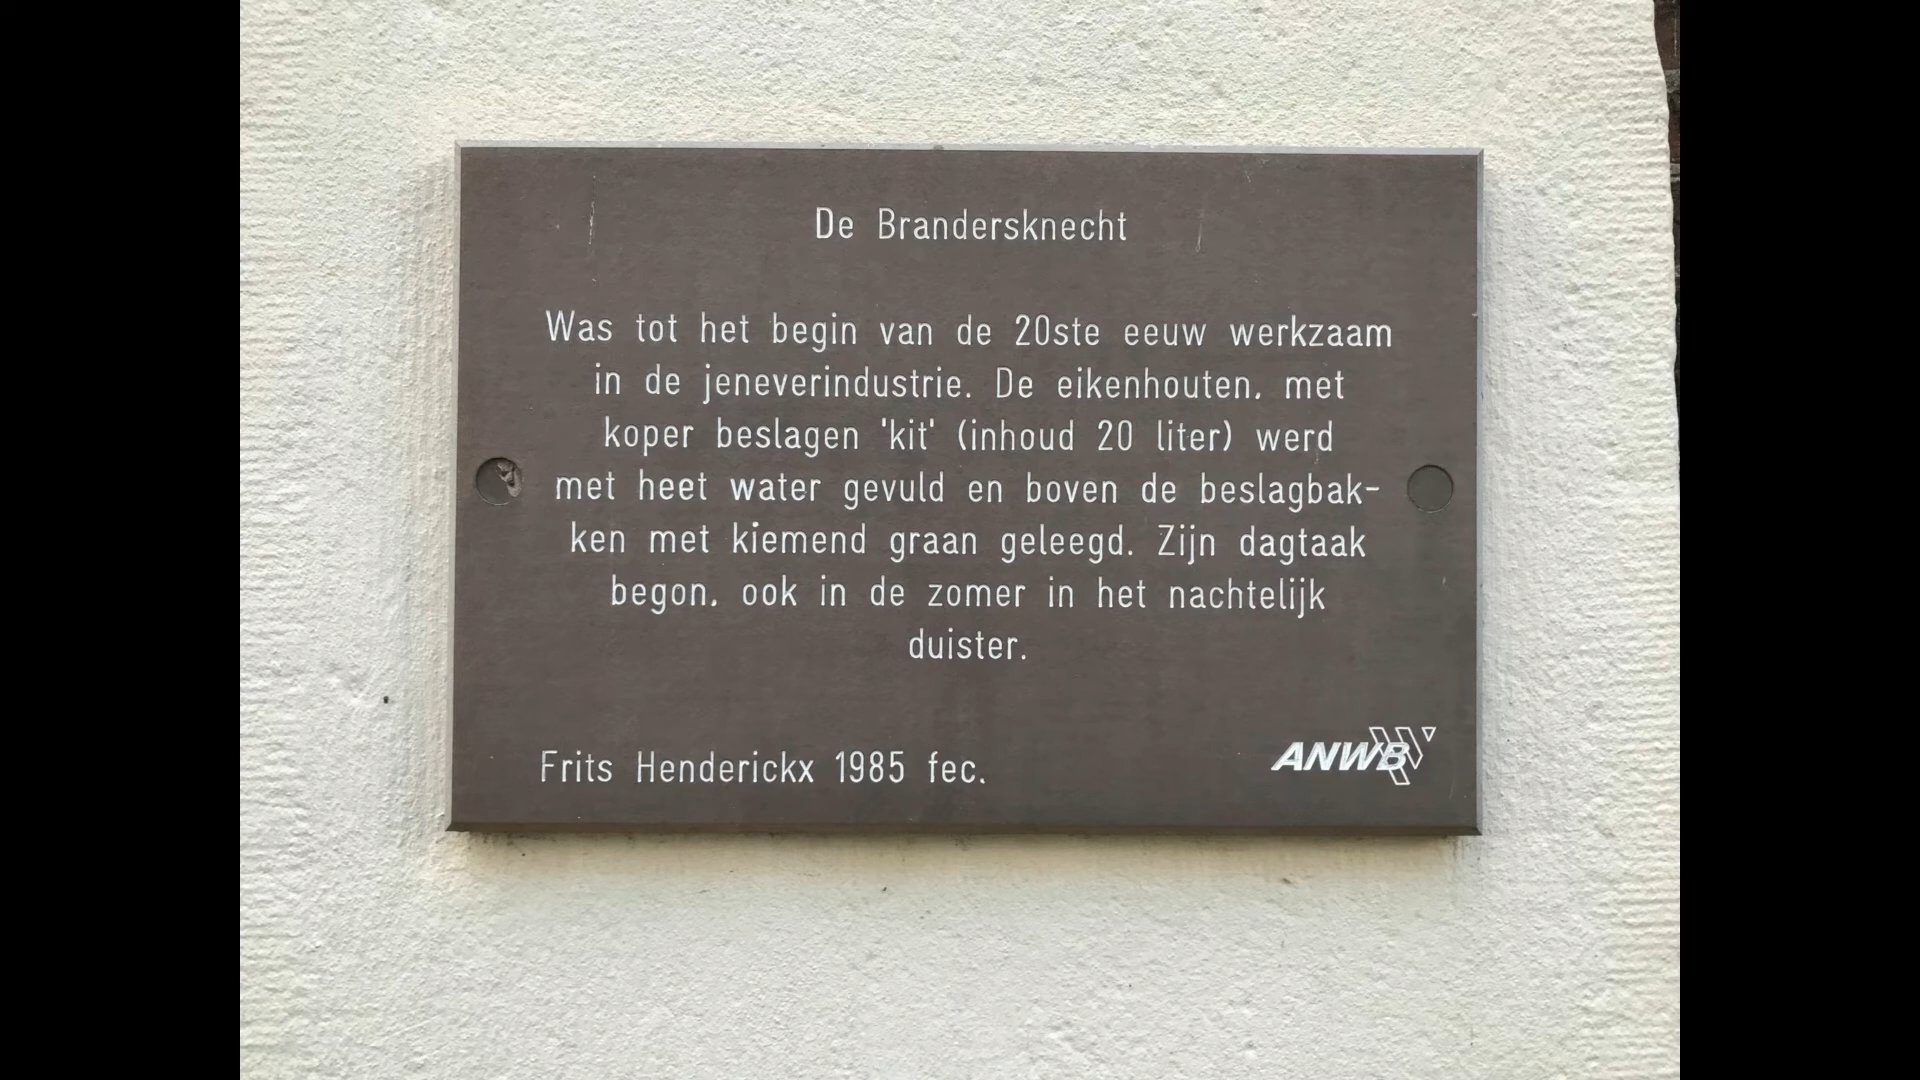 De Brandersknecht
Was tot het begin van de 20ste eeuw werkzaam
in de jeneverindustrie. De eikenhouten, met
koper beslagen 'kit' (inhoud 20 liter) werd
met heet water gevuld en boven de beslagbak-
ken met kiemend graan geleegd. Zijn dagtaak
begon, ook in de zomer in het nachtelijk
duister.
Frits Henderickx 1985 fec.
ANWB